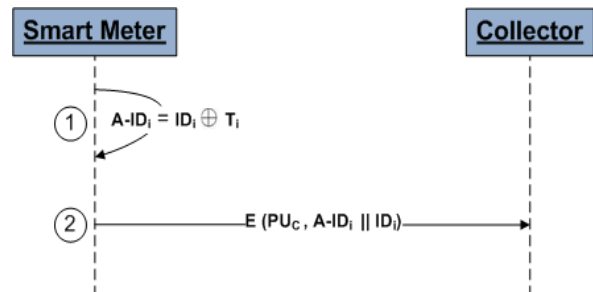 Smart Meter
Collector
1
A-IDi = IDi ⊕ Ti
2
E (PUC , A-IDi || IDi)